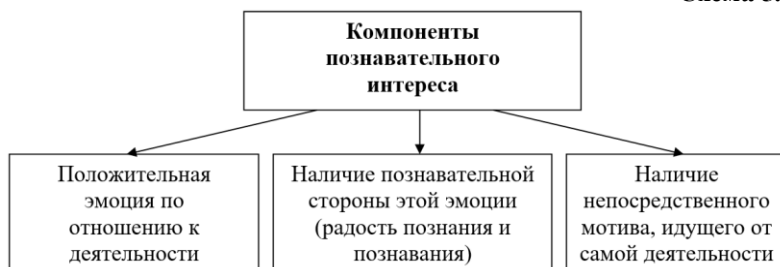 Компоненты
познавательного
интереса
Положительная
эмоция по
отношению к
деятельности
Наличие познавательной
стороны этой эмоции
(радость познания и
познавания)
Наличие
непосредственного
мотива, идущего от
самой деятельности